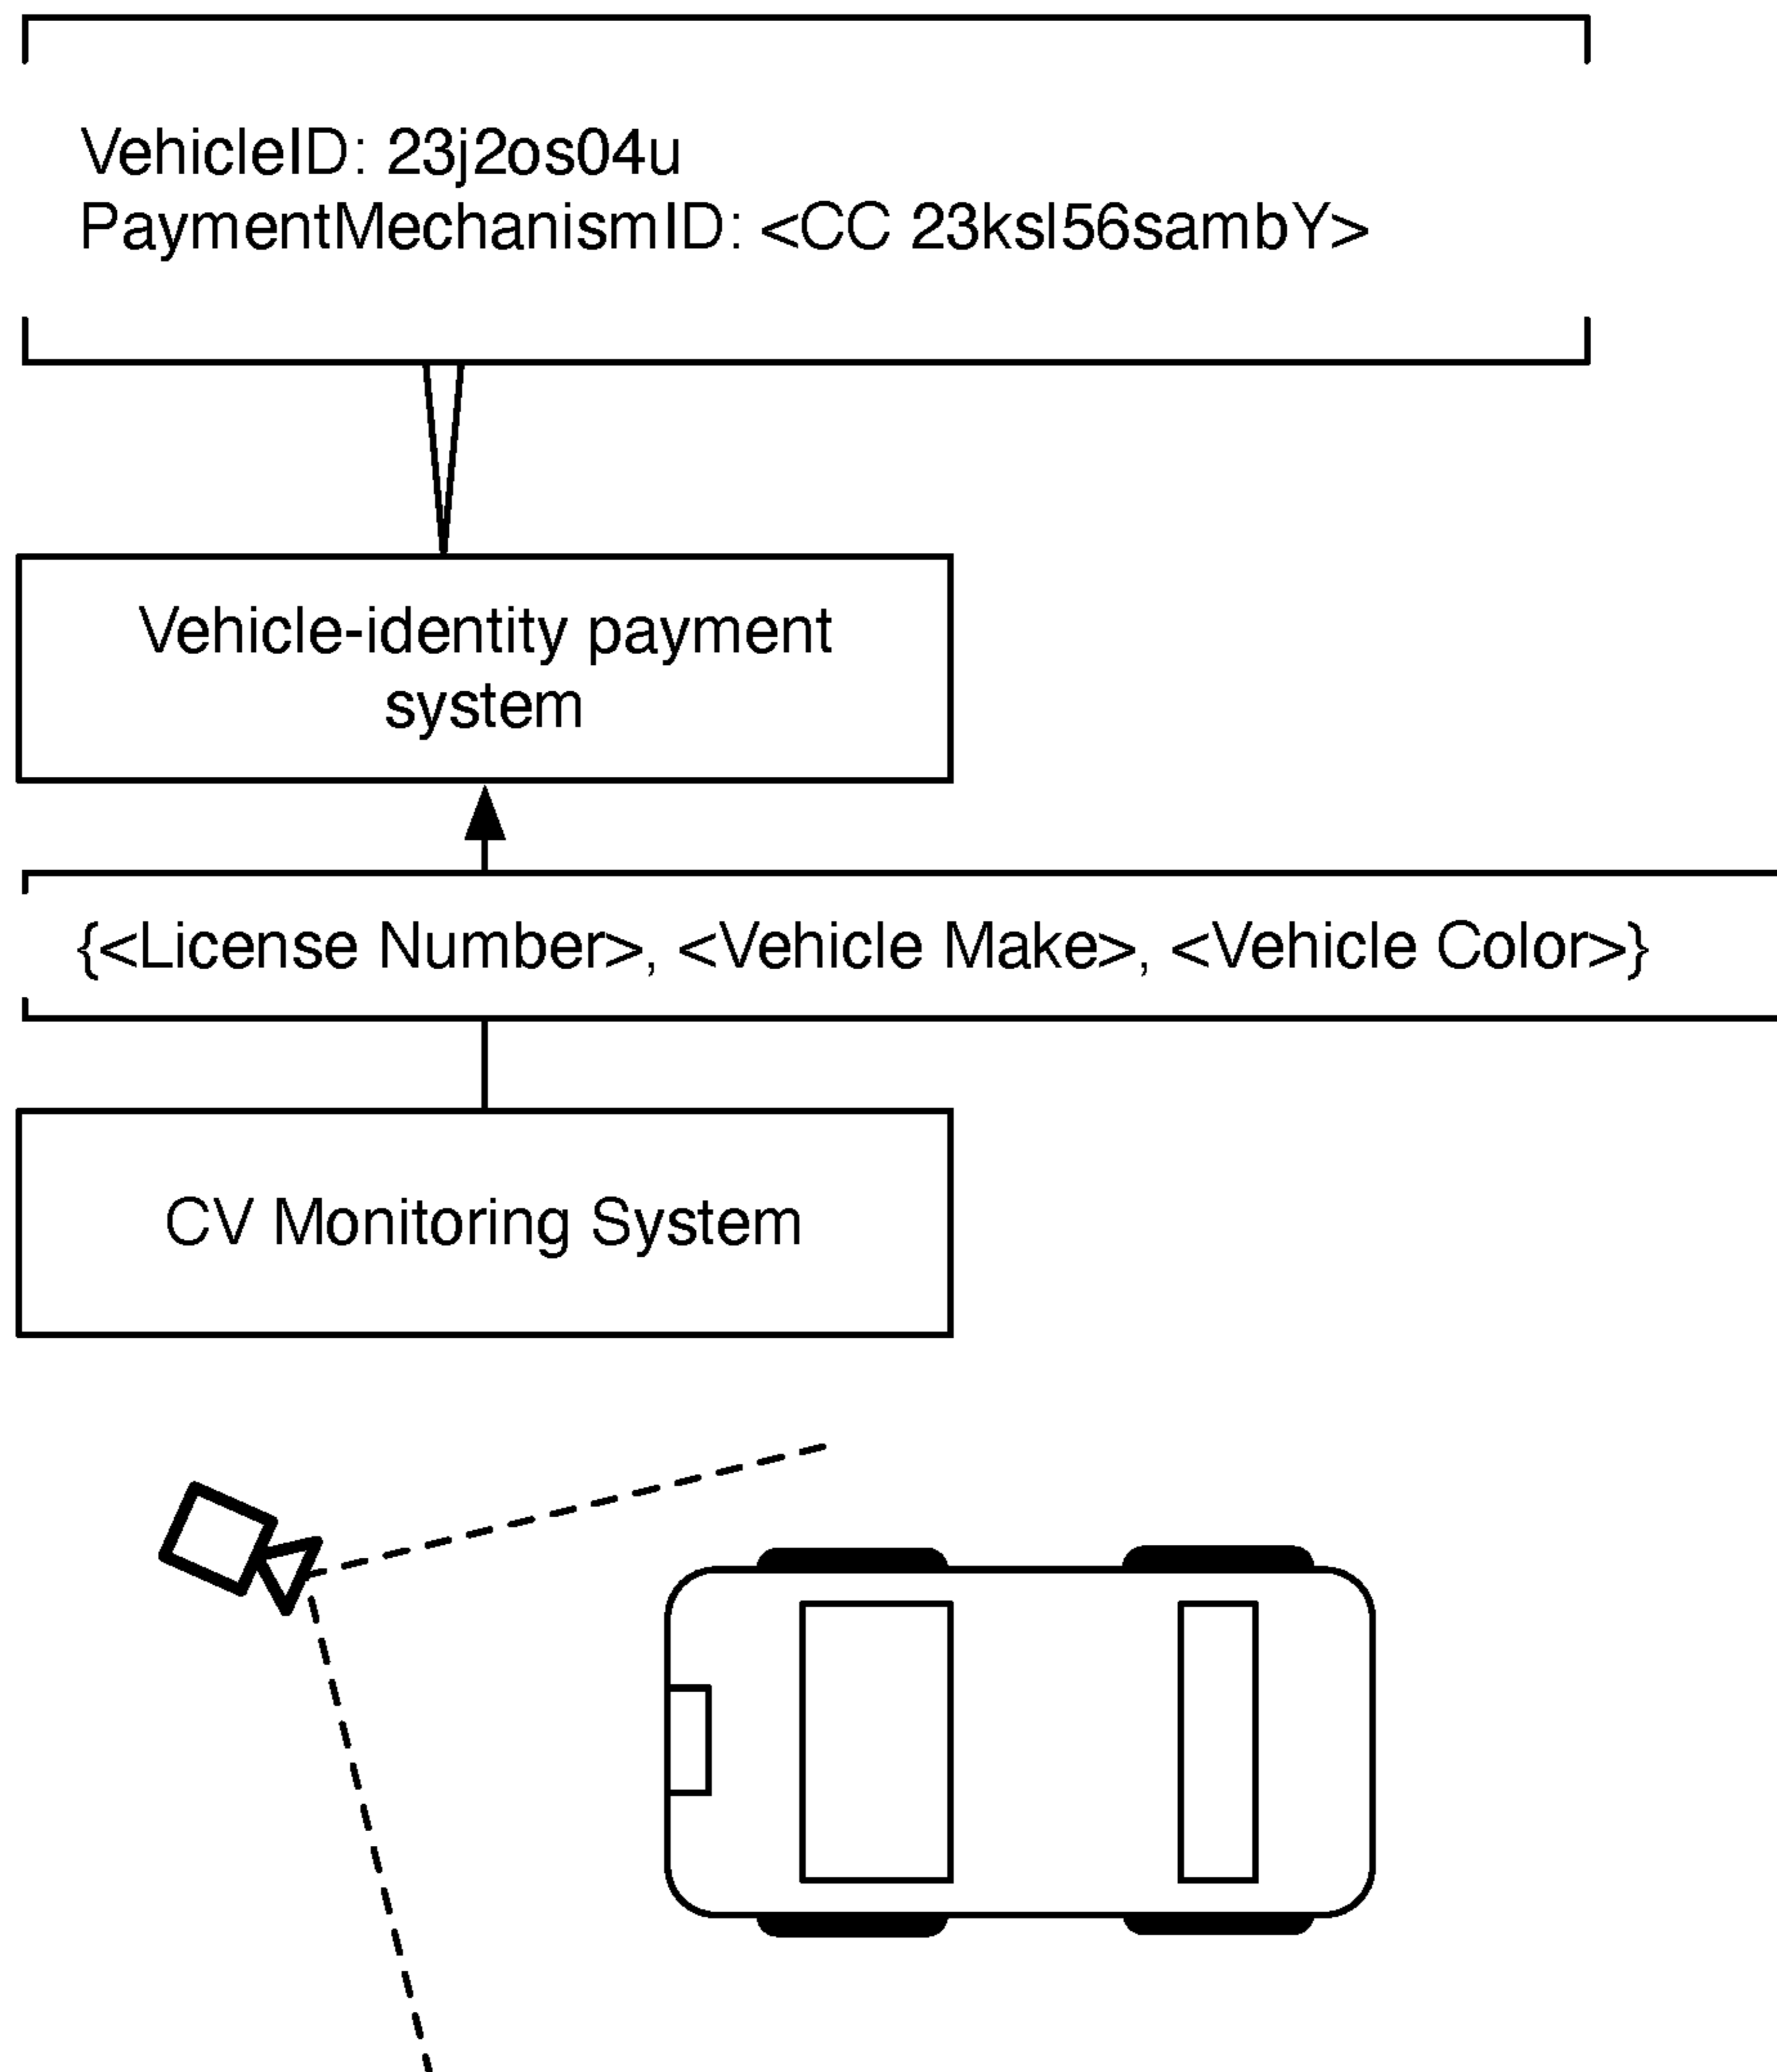 VehicleID: 23j2os04u
PaymentMechanismID: <CC 23ksl56sambY>
Vehicle-identity payment
system
{<License Number>, <Vehicle Make>, <Vehicle Color>}
CV Monitoring System